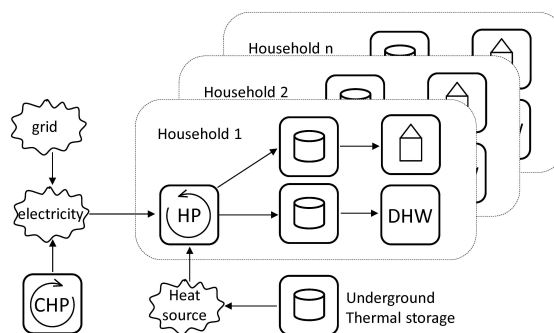 Household n
Household 2
Household 1
grid
electricity
HP
DHW
CHP
Heat
source
Underground
Thermal storage